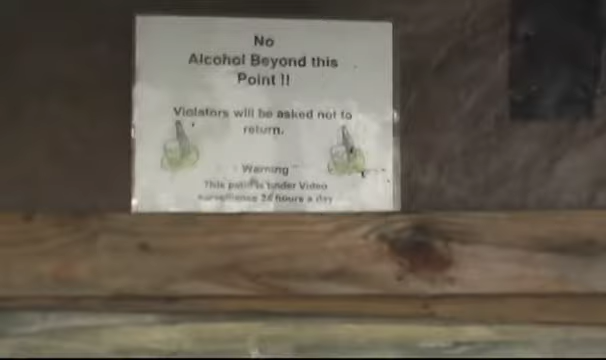 No
Alcohol Beyond this
Point !!
Violators will be asked not to
return.
Warning
This patio is under Video
surveillance 24 hours a day